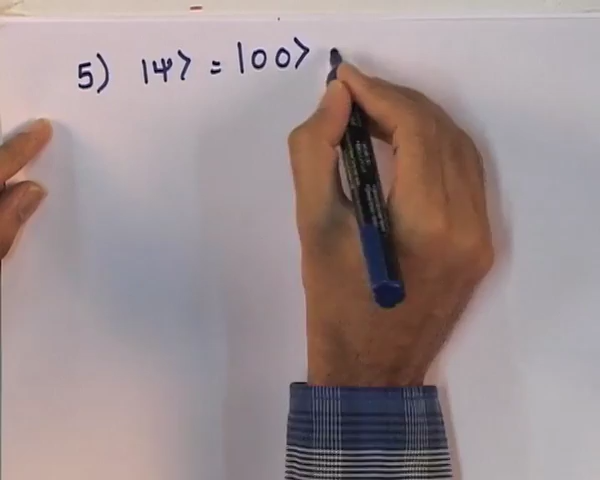 5) |ψ⟩ = |00⟩